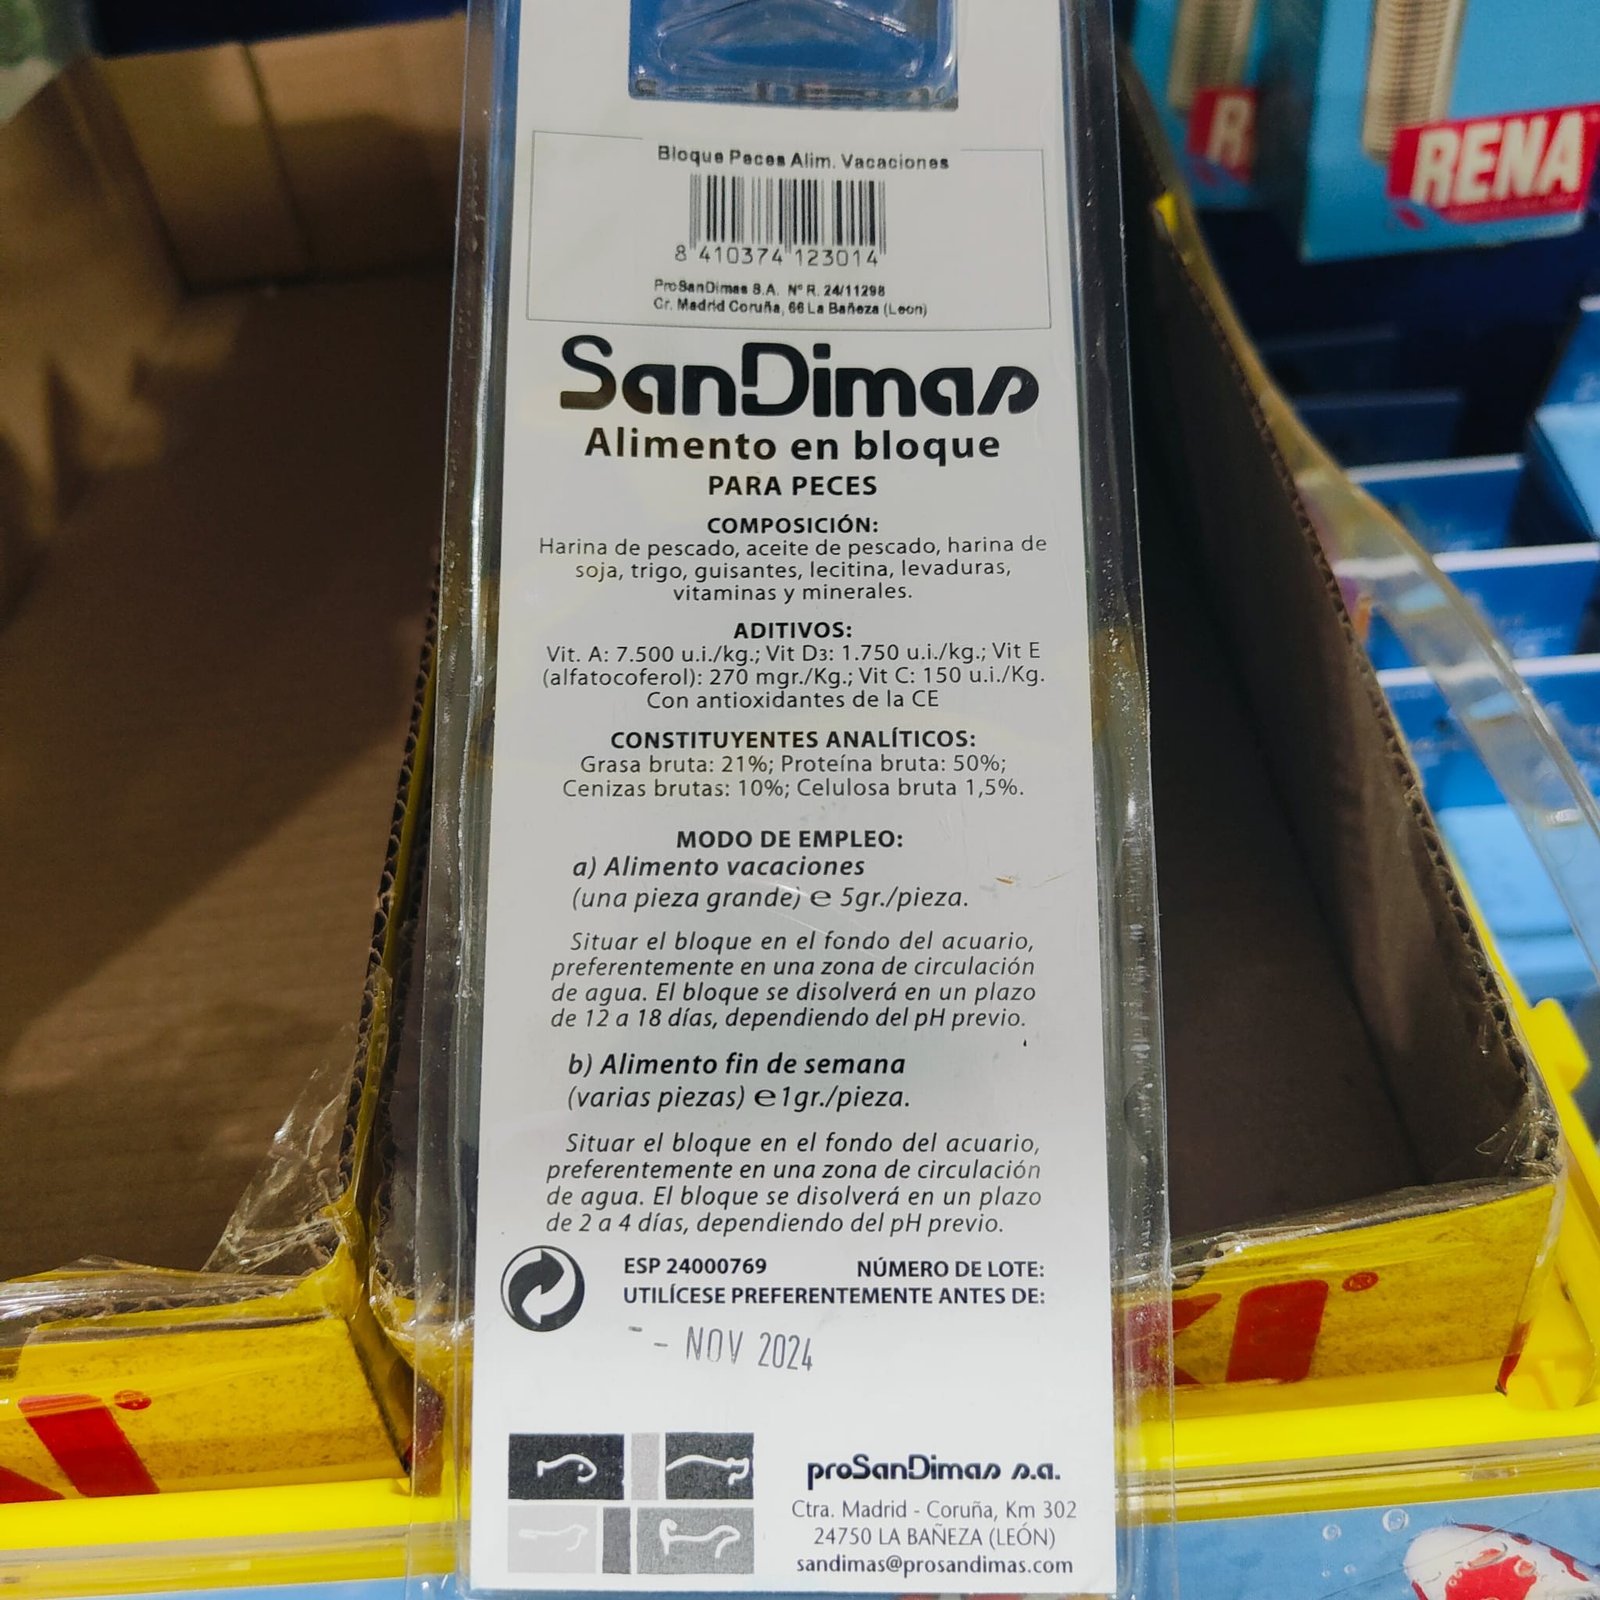 Bloque Peces Alim. Vacaciones
8 410374 123014
ProSanDimas S.A. Nº R. 24/11298
Cr. Madrid Coruña, 66 La Bañeza (Leon)
SanDimas
Alimento en bloque
PARA PECES
COMPOSICIÓN:
Harina de pescado, aceite de pescado, harina de
soja, trigo, guisantes, lecitina, levaduras,
vitaminas y minerales.
ADITIVOS:
Vit. A: 7.500 u.i./kg.; Vit D3: 1.750 u.i./kg.; Vit E
(alfatocoferol): 270 mgr./Kg.; Vit C: 150 u.i./Kg.
Con antioxidantes de la CE
CONSTITUYENTES ANALÍTICOS:
Grasa bruta: 21%; Proteína bruta: 50%;
Cenizas brutas: 10%; Celulosa bruta 1,5%.
MODO DE EMPLEO:
a) Alimento vacaciones
(una pieza grande) ℮ 5gr./pieza.
Situar el bloque en el fondo del acuario,
preferentemente en una zona de circulación
de agua. El bloque se disolverá en un plazo
de 12 a 18 días, dependiendo del pH previo.
b) Alimento fin de semana
(varias piezas) ℮1gr./pieza.
Situar el bloque en el fondo del acuario,
preferentemente en una zona de circulación
de agua. El bloque se disolverá en un plazo
de 2 a 4 días, dependiendo del pH previo.
ESP 24000769 NÚMERO DE LOTE:
UTILÍCESE PREFERENTEMENTE ANTES DE:
- - NOV 2024
proSanDimas s.a.
Ctra. Madrid - Coruña, Km 302
24750 LA BAÑEZA (LEÓN)
sandimas@prosandimas.com
RENA